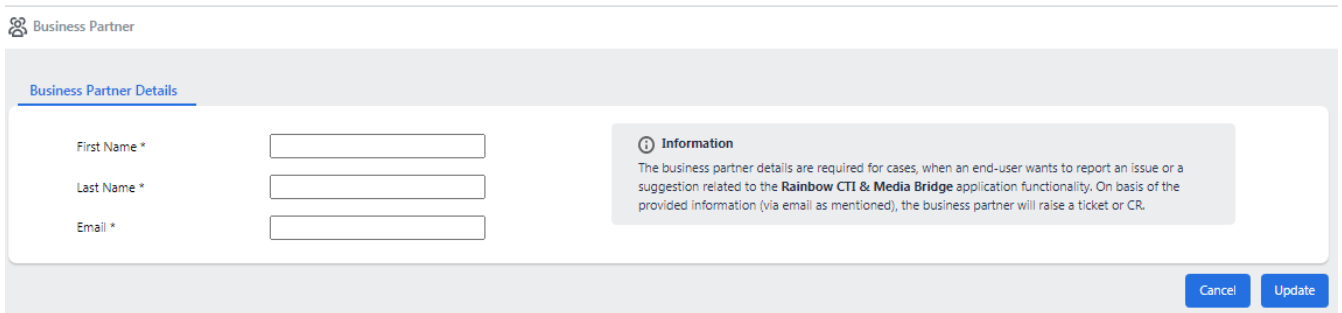 Business Partner
Business Partner Details
First Name *
Last Name *
Email *
Information
The business partner details are required for cases, when an end-user wants to report an issue or a
suggestion related to the Rainbow CTI & Media Bridge application functionality. On basis of the
provided information (via email as mentioned), the business partner will raise a ticket or CR.
Cancel
Update